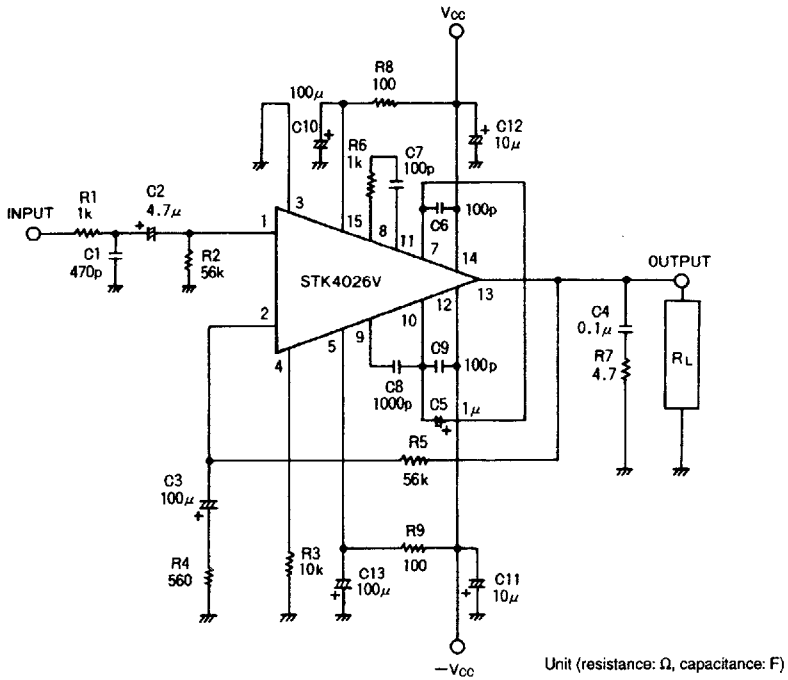 VCC
R8
100
100μ
C10
+
+
C12
10μ
R6
1k
C7
100p
C2
4.7μ
+
R1
1k
INPUT
3
1
15
8
11
7
C6
100p
14
C1
470p
R2
56k
STK4026V
OUTPUT
13
12
10
2
4
5
9
C9
100p
C8
1000p
C5
+
1μ
C4
0.1μ
R7
4.7
RL
R5
56k
C3
100μ
+
R4
560
R3
10k
R9
100
C13
100μ
+
C11
10μ
+
−VCC
Unit (resistance: Ω, capacitance: F)